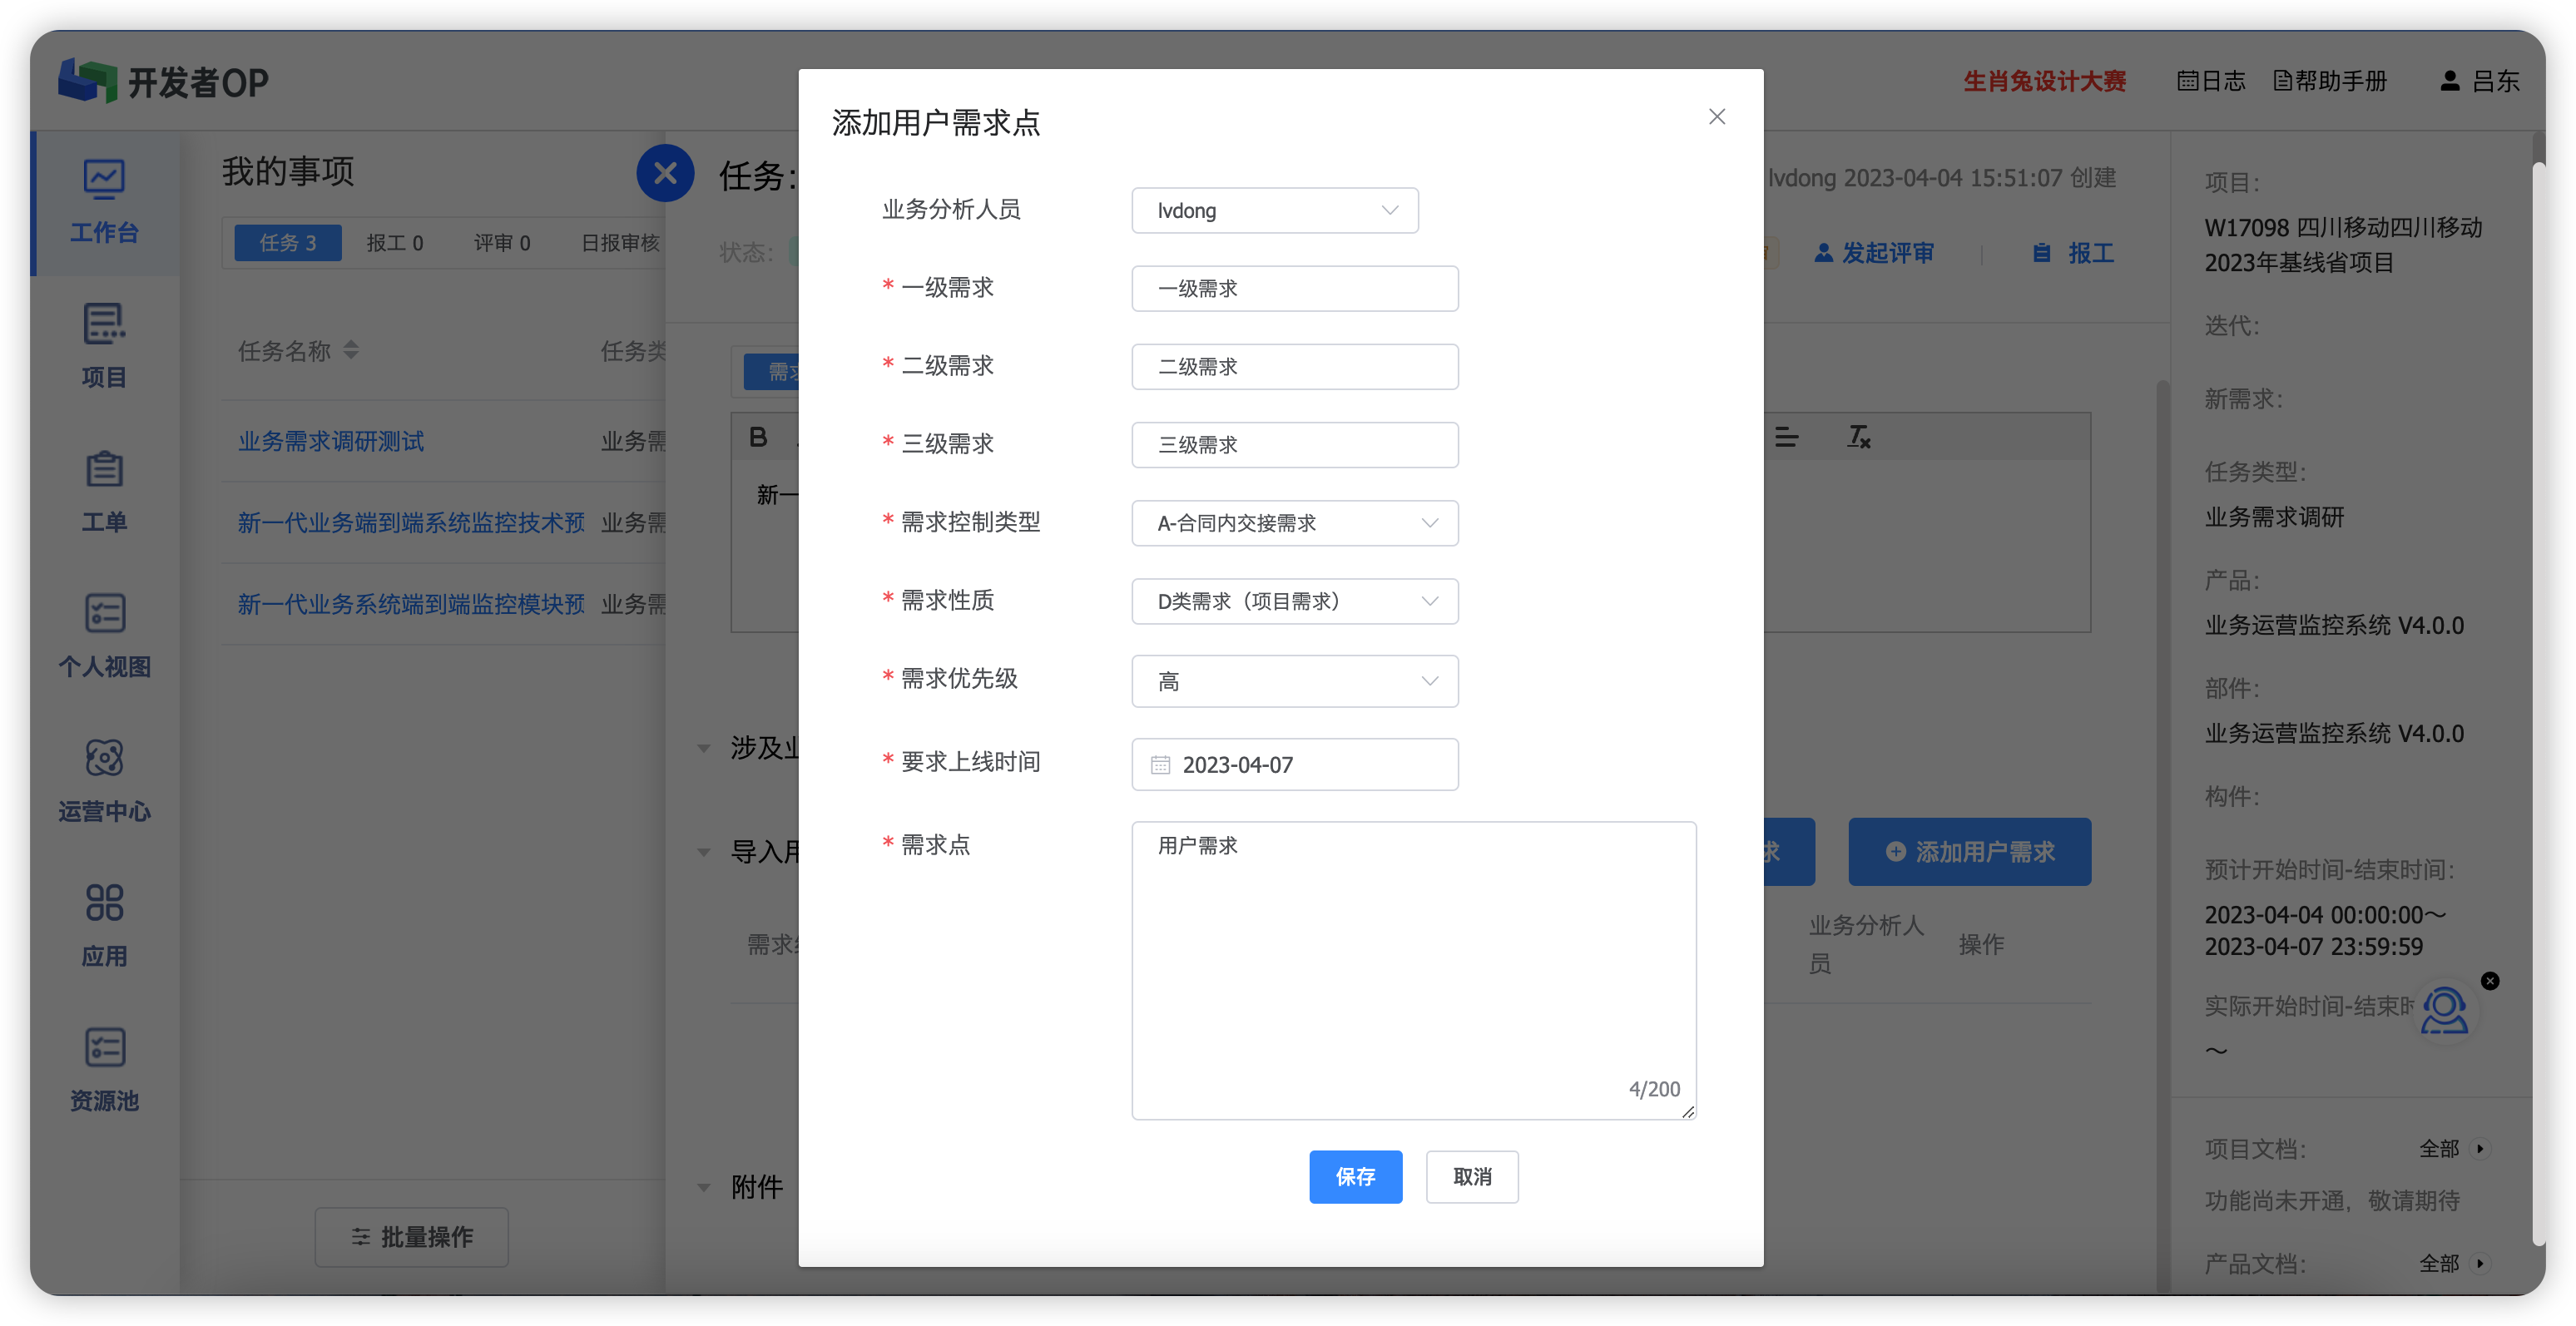 开发者OP
生肖兔设计大赛
日志
帮助手册
吕东
工作台
项目
工单
个人视图
运营中心
应用
资源池
我的事项
任务 3
报工 0
评审 0
日报审核
任务名称
任务类
业务需求调研测试
业务需
新一代业务端到端系统监控技术预
业务需
新一代业务系统端到端监控模块预
业务需
批量操作
任务:
lvdong 2023-04-04 15:51:07 创建
状态:
发起评审
报工
需求
B
新一
涉及业
导入用
求
添加用户需求
需求
业务分析人员
操作
附件
添加用户需求点
业务分析人员
lvdong
* 一级需求
一级需求
* 二级需求
二级需求
* 三级需求
三级需求
* 需求控制类型
A-合同内交接需求
* 需求性质
D类需求（项目需求）
* 需求优先级
高
* 要求上线时间
2023-04-07
* 需求点
用户需求
4/200
保存
取消
项目:
W17098 四川移动四川移动
2023年基线省项目
迭代:
新需求:
任务类型:
业务需求调研
产品:
业务运营监控系统 V4.0.0
部件:
业务运营监控系统 V4.0.0
构件:
预计开始时间-结束时间:
2023-04-04 00:00:00～
2023-04-07 23:59:59
实际开始时间-结束时
～
项目文档:
全部
功能尚未开通，敬请期待
产品文档:
全部